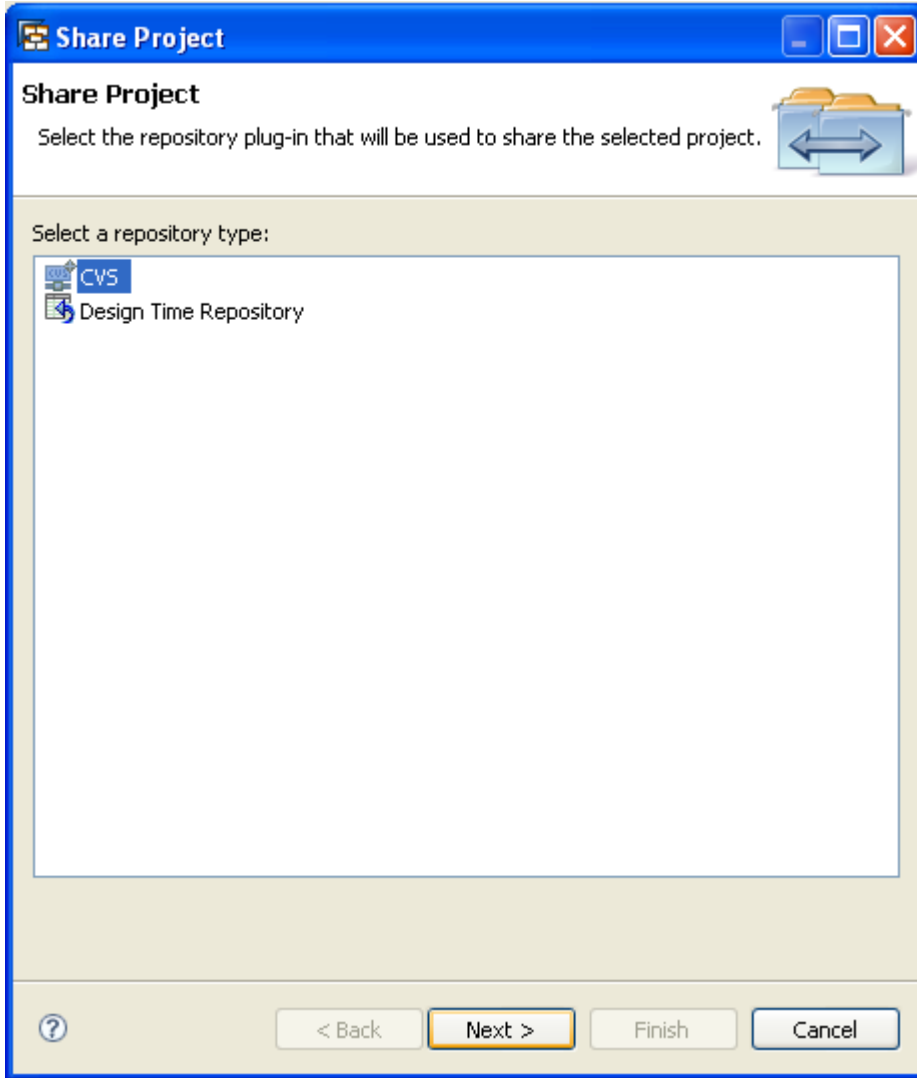 Share Project
Share Project
Select the repository plug-in that will be used to share the selected project.
Select a repository type:
CVS
Design Time Repository
? < Back Next > Finish Cancel